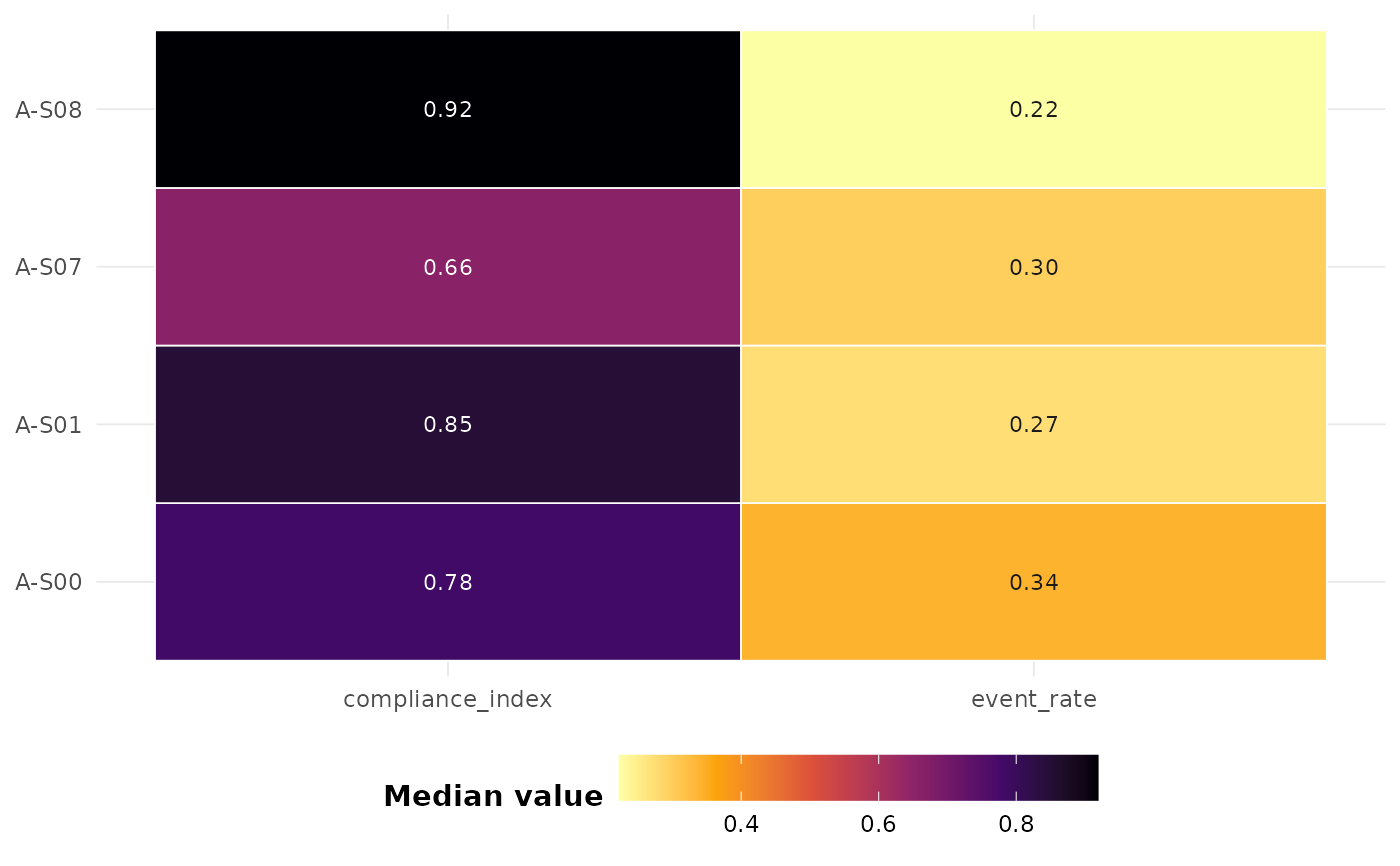 A-S08 0.92 0.22
A-S07 0.66 0.30
A-S01 0.85 0.27
A-S00 0.78 0.34
compliance_index event_rate
Median value
0.4 0.6 0.8